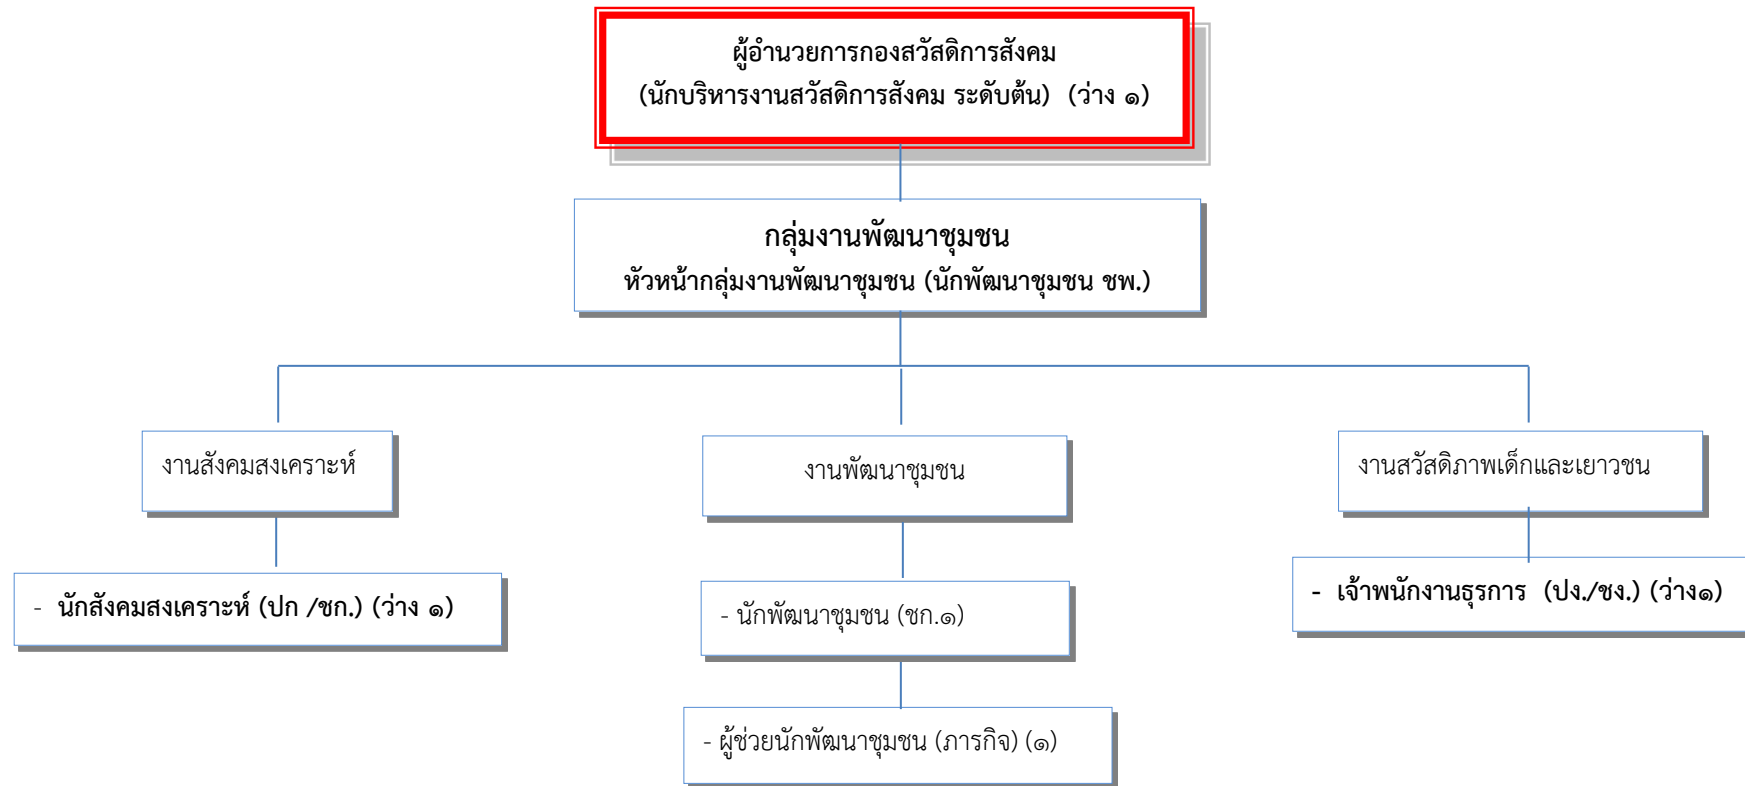 ผู้อำนวยการกองสวัสดิการสังคม
(นักบริหารงานสวัสดิการสังคม ระดับต้น) (ว่าง ๑)
กลุ่มงานพัฒนาชุมชน
หัวหน้ากลุ่มงานพัฒนาชุมชน (นักพัฒนาชุมชน ชพ.)
งานสังคมสงเคราะห์
งานพัฒนาชุมชน
งานสวัสดิภาพเด็กและเยาวชน
- นักสังคมสงเคราะห์ (ปก /ชก.) (ว่าง ๑)
- นักพัฒนาชุมชน (ชก.๑)
- เจ้าพนักงานธุรการ (ปง./ชง.) (ว่าง๑)
- ผู้ช่วยนักพัฒนาชุมชน (ภารกิจ) (๑)